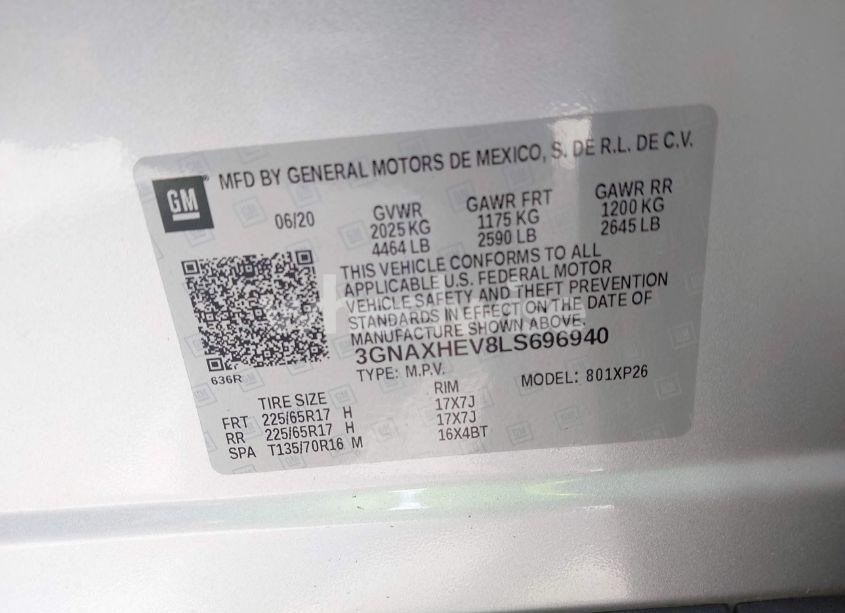 GM
MFD BY GENERAL MOTORS DE MEXICO, S. DE R.L. DE C.V.
06/20
GVWR
2025 KG
4464 LB
GAWR FRT
1175 KG
2590 LB
GAWR RR
1200 KG
2645 LB
THIS VEHICLE CONFORMS TO ALL
APPLICABLE U.S. FEDERAL MOTOR
VEHICLE SAFETY AND THEFT PREVENTION
STANDARDS IN EFFECT ON THE DATE OF
MANUFACTURE SHOWN ABOVE.
3GNAXHEV8LS696940
TYPE: M.P.V.
MODEL: 801XP26
636R
TIRE SIZE RIM
FRT 225/65R17 H 17X7J
RR 225/65R17 H 17X7J
SPA T135/70R16 M 16X4BT